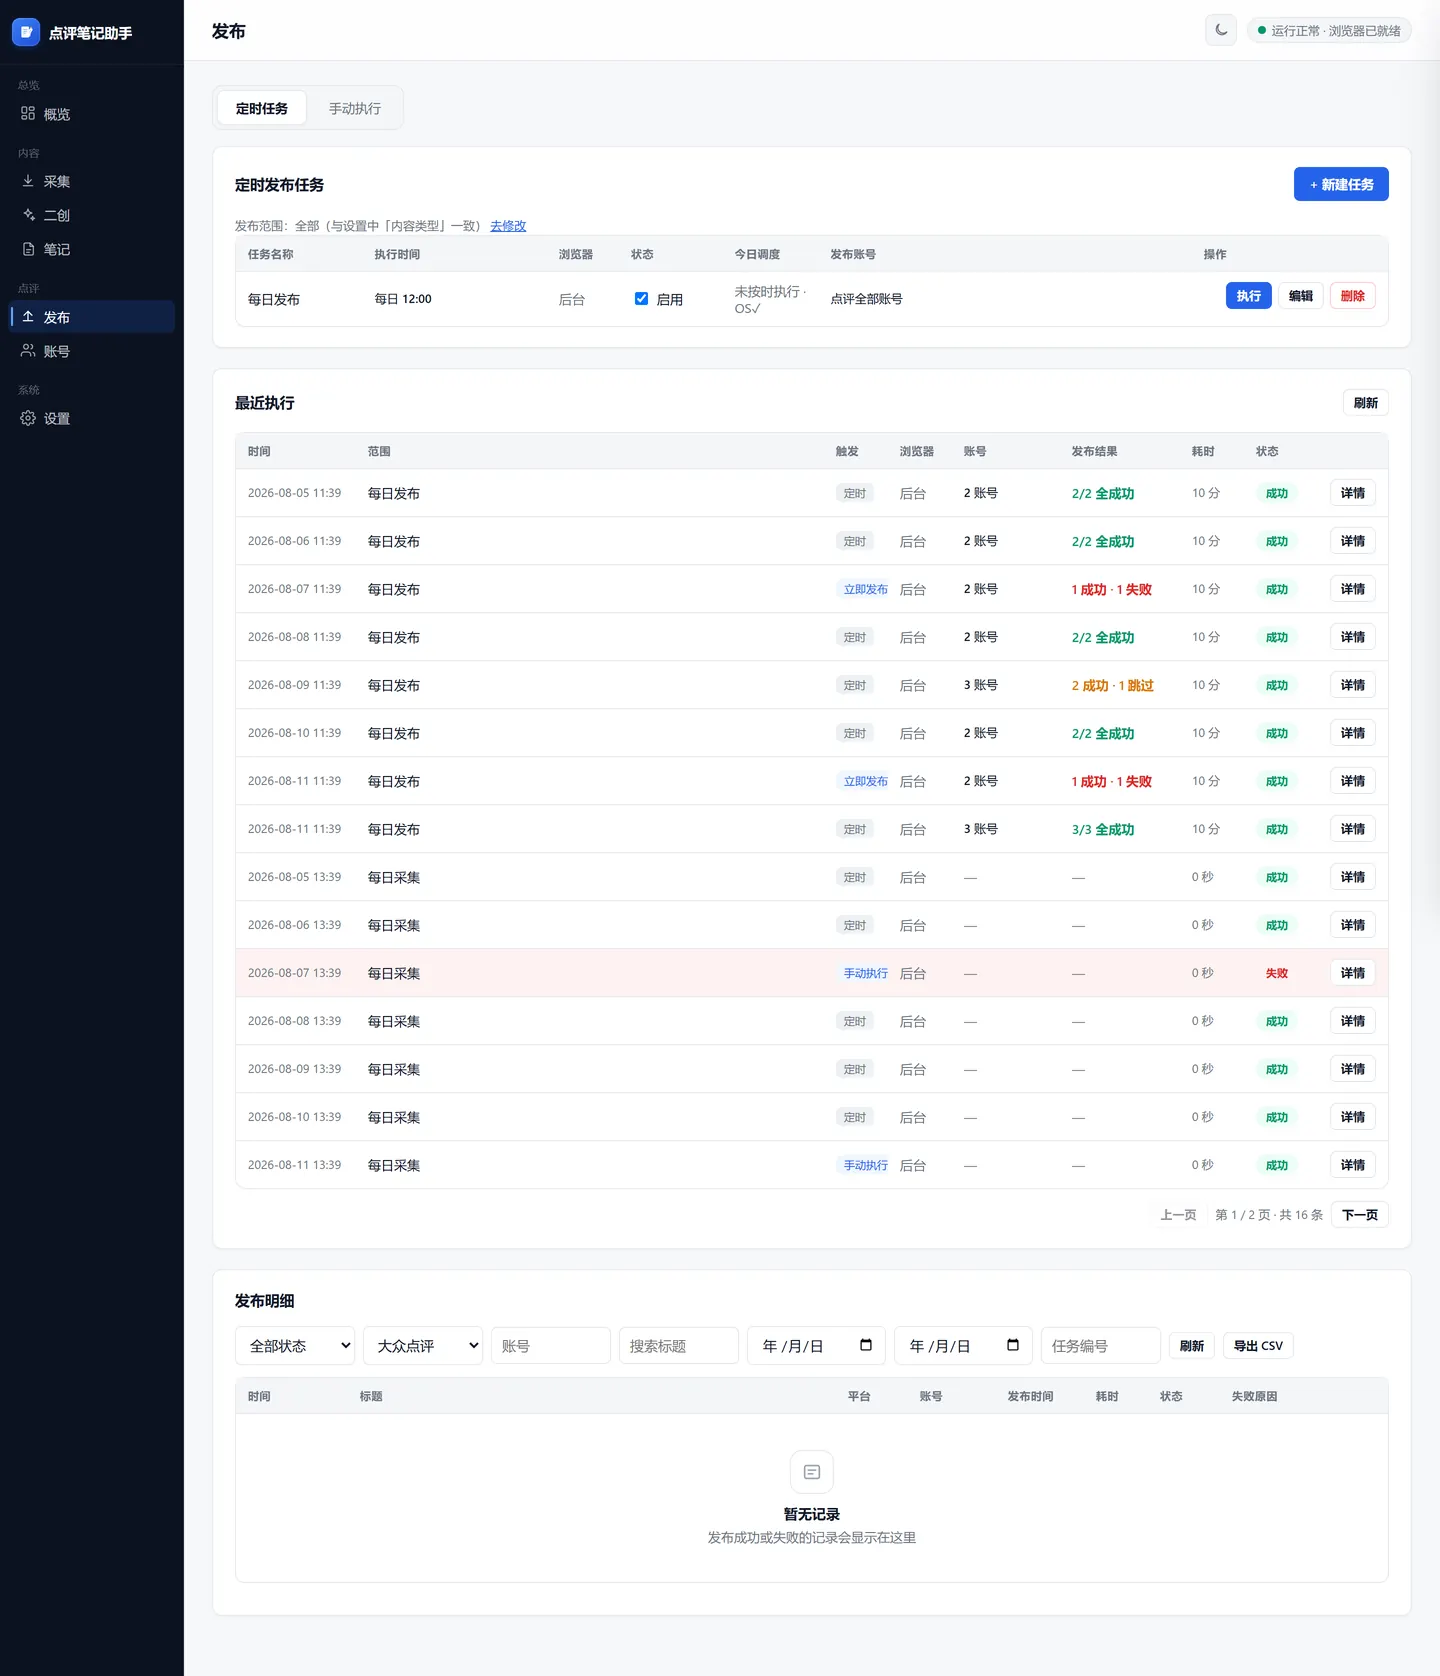 点评笔记助手
总览
概览
内容
采集
二创
笔记
点评
发布
账号
系统
设置
发布
运行正常 · 浏览器已就绪
定时任务 手动执行
定时发布任务
+ 新建任务
发布范围：全部（与设置中「内容类型」一致） 去修改
任务名称 执行时间 浏览器 状态 今日调度 发布账号 操作
每日发布 每日 12:00 后台 启用 未按时执行 · OS✓ 点评全部账号 执行 编辑 删除
最近执行
刷新
时间 范围 触发 浏览器 账号 发布结果 耗时 状态
2026-08-05 11:39 每日发布 定时 后台 2 账号 2/2 全成功 10 分 成功 详情
2026-08-06 11:39 每日发布 定时 后台 2 账号 2/2 全成功 10 分 成功 详情
2026-08-07 11:39 每日发布 立即发布 后台 2 账号 1 成功 · 1 失败 10 分 成功 详情
2026-08-08 11:39 每日发布 定时 后台 2 账号 2/2 全成功 10 分 成功 详情
2026-08-09 11:39 每日发布 定时 后台 3 账号 2 成功 · 1 跳过 10 分 成功 详情
2026-08-10 11:39 每日发布 定时 后台 2 账号 2/2 全成功 10 分 成功 详情
2026-08-11 11:39 每日发布 立即发布 后台 2 账号 1 成功 · 1 失败 10 分 成功 详情
2026-08-11 11:39 每日发布 定时 后台 3 账号 3/3 全成功 10 分 成功 详情
2026-08-05 13:39 每日采集 定时 后台 — — 0 秒 成功 详情
2026-08-06 13:39 每日采集 定时 后台 — — 0 秒 成功 详情
2026-08-07 13:39 每日采集 手动执行 后台 — — 0 秒 失败 详情
2026-08-08 13:39 每日采集 定时 后台 — — 0 秒 成功 详情
2026-08-09 13:39 每日采集 定时 后台 — — 0 秒 成功 详情
2026-08-10 13:39 每日采集 定时 后台 — — 0 秒 成功 详情
2026-08-11 13:39 每日采集 手动执行 后台 — — 0 秒 成功 详情
上一页 第 1 / 2 页 · 共 16 条 下一页
发布明细
全部状态 大众点评 账号 搜索标题 年 /月/日 年 /月/日 任务编号 刷新 导出 CSV
时间 标题 平台 账号 发布时间 耗时 状态 失败原因
暂无记录
发布成功或失败的记录会显示在这里